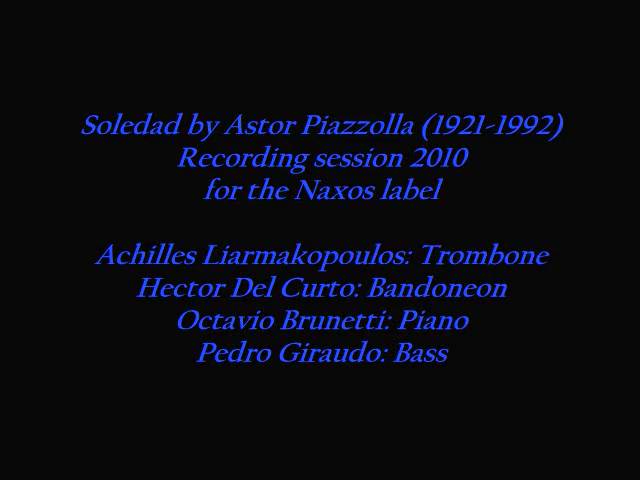 Soledad by Astor Piazzolla (1921-1992)
Recording session 2010
for the Naxos label
Achilles Liarmakopoulos: Trombone
Hector Del Curto: Bandoneon
Octavio Brunetti: Piano
Pedro Giraudo: Bass